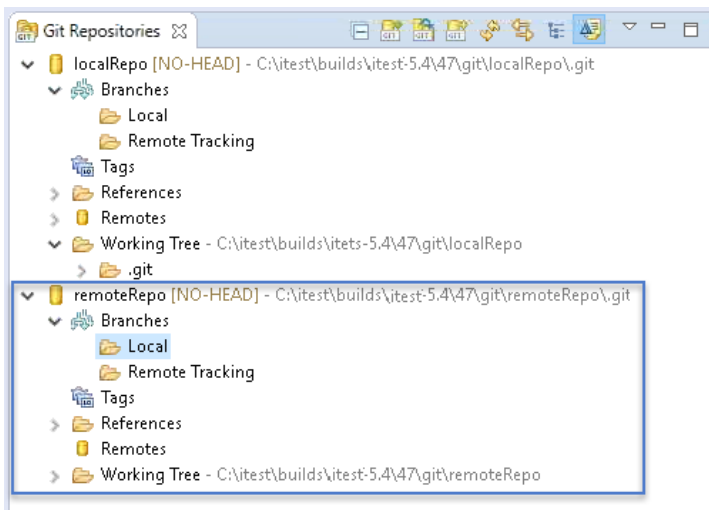 Git Repositories
localRepo [NO-HEAD] - C:\itest\builds\itest-5.4\47\git\localRepo\.git
Branches
Local
Remote Tracking
Tags
References
Remotes
Working Tree - C:\itest\builds\itets-5.4\47\git\localRepo
.git
remoteRepo [NO-HEAD] - C:\itest\builds\itest-5.4\47\git\remoteRepo\.git
Branches
Local
Remote Tracking
Tags
References
Remotes
Working Tree - C:\itest\builds\itest-5.4\47\git\remoteRepo